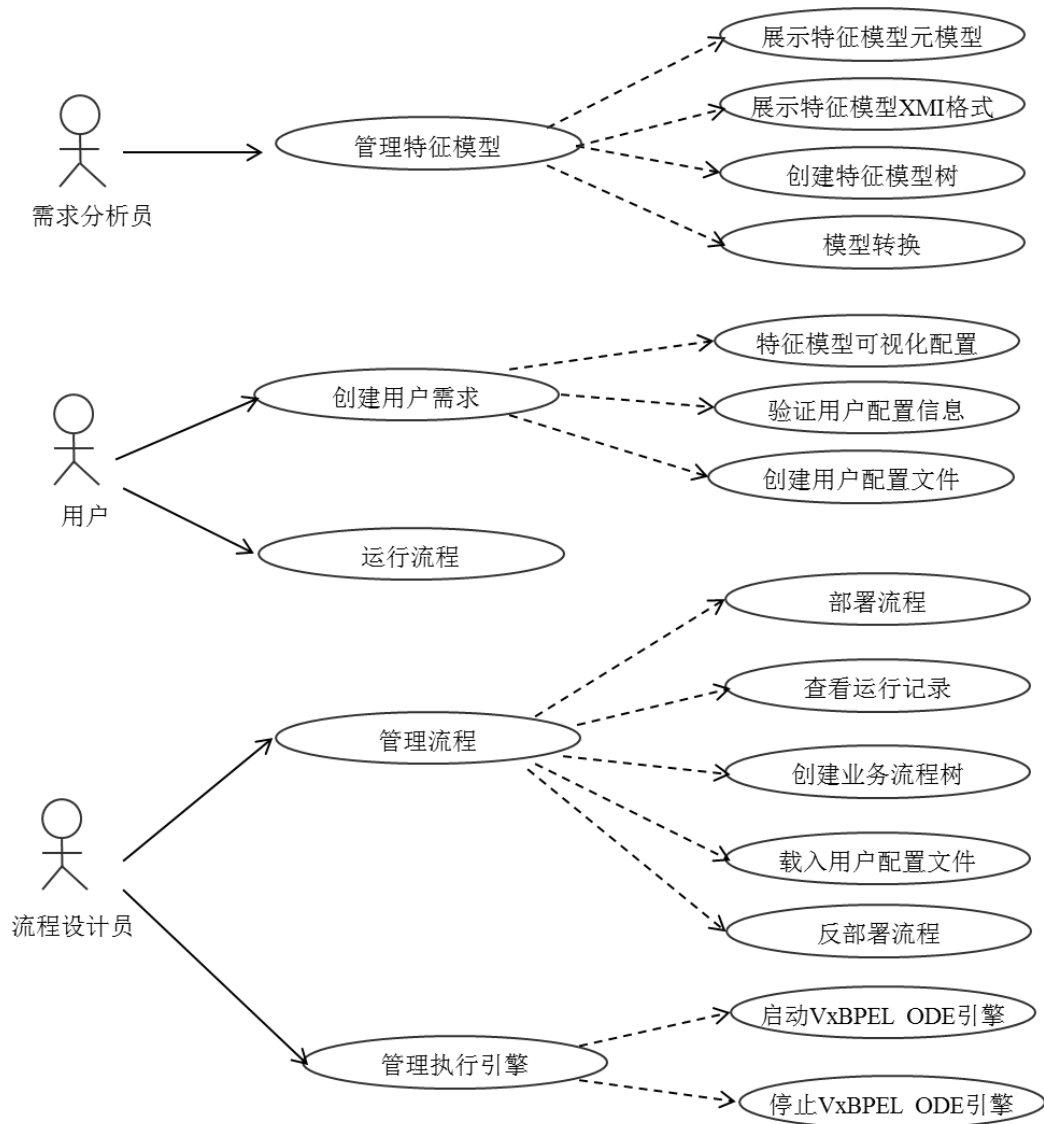 展示特征模型元模型
展示特征模型XMI格式
管理特征模型
创建特征模型树
需求分析员
模型转换
特征模型可视化配置
创建用户需求
验证用户配置信息
创建用户配置文件
用户
运行流程
部署流程
查看运行记录
管理流程
创建业务流程树
载入用户配置文件
流程设计员
反部署流程
启动VxBPEL ODE引擎
管理执行引擎
停止VxBPEL ODE引擎